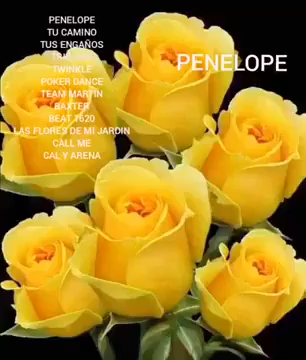 PENELOPE
TU CAMINO
TUS ENGAÑOS
TWINKLE
POKER DANCE
TEAM MARTIN
BAXTER
BEAT 1620
LAS FLORES DE MI JARDIN
CALL ME
CAL Y ARENA
PENELOPE